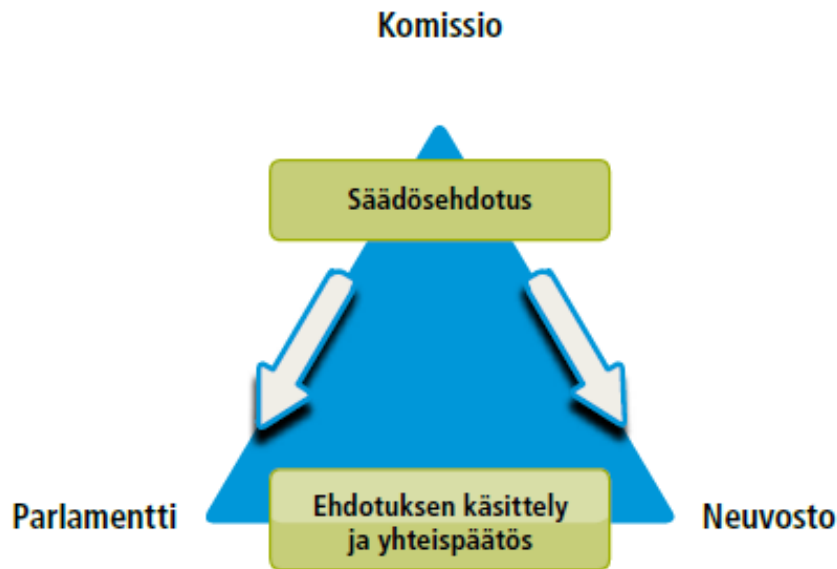 Komissio
Säädösehdotus
Parlamentti
Ehdotuksen käsittely
ja yhteispäätös
Neuvosto